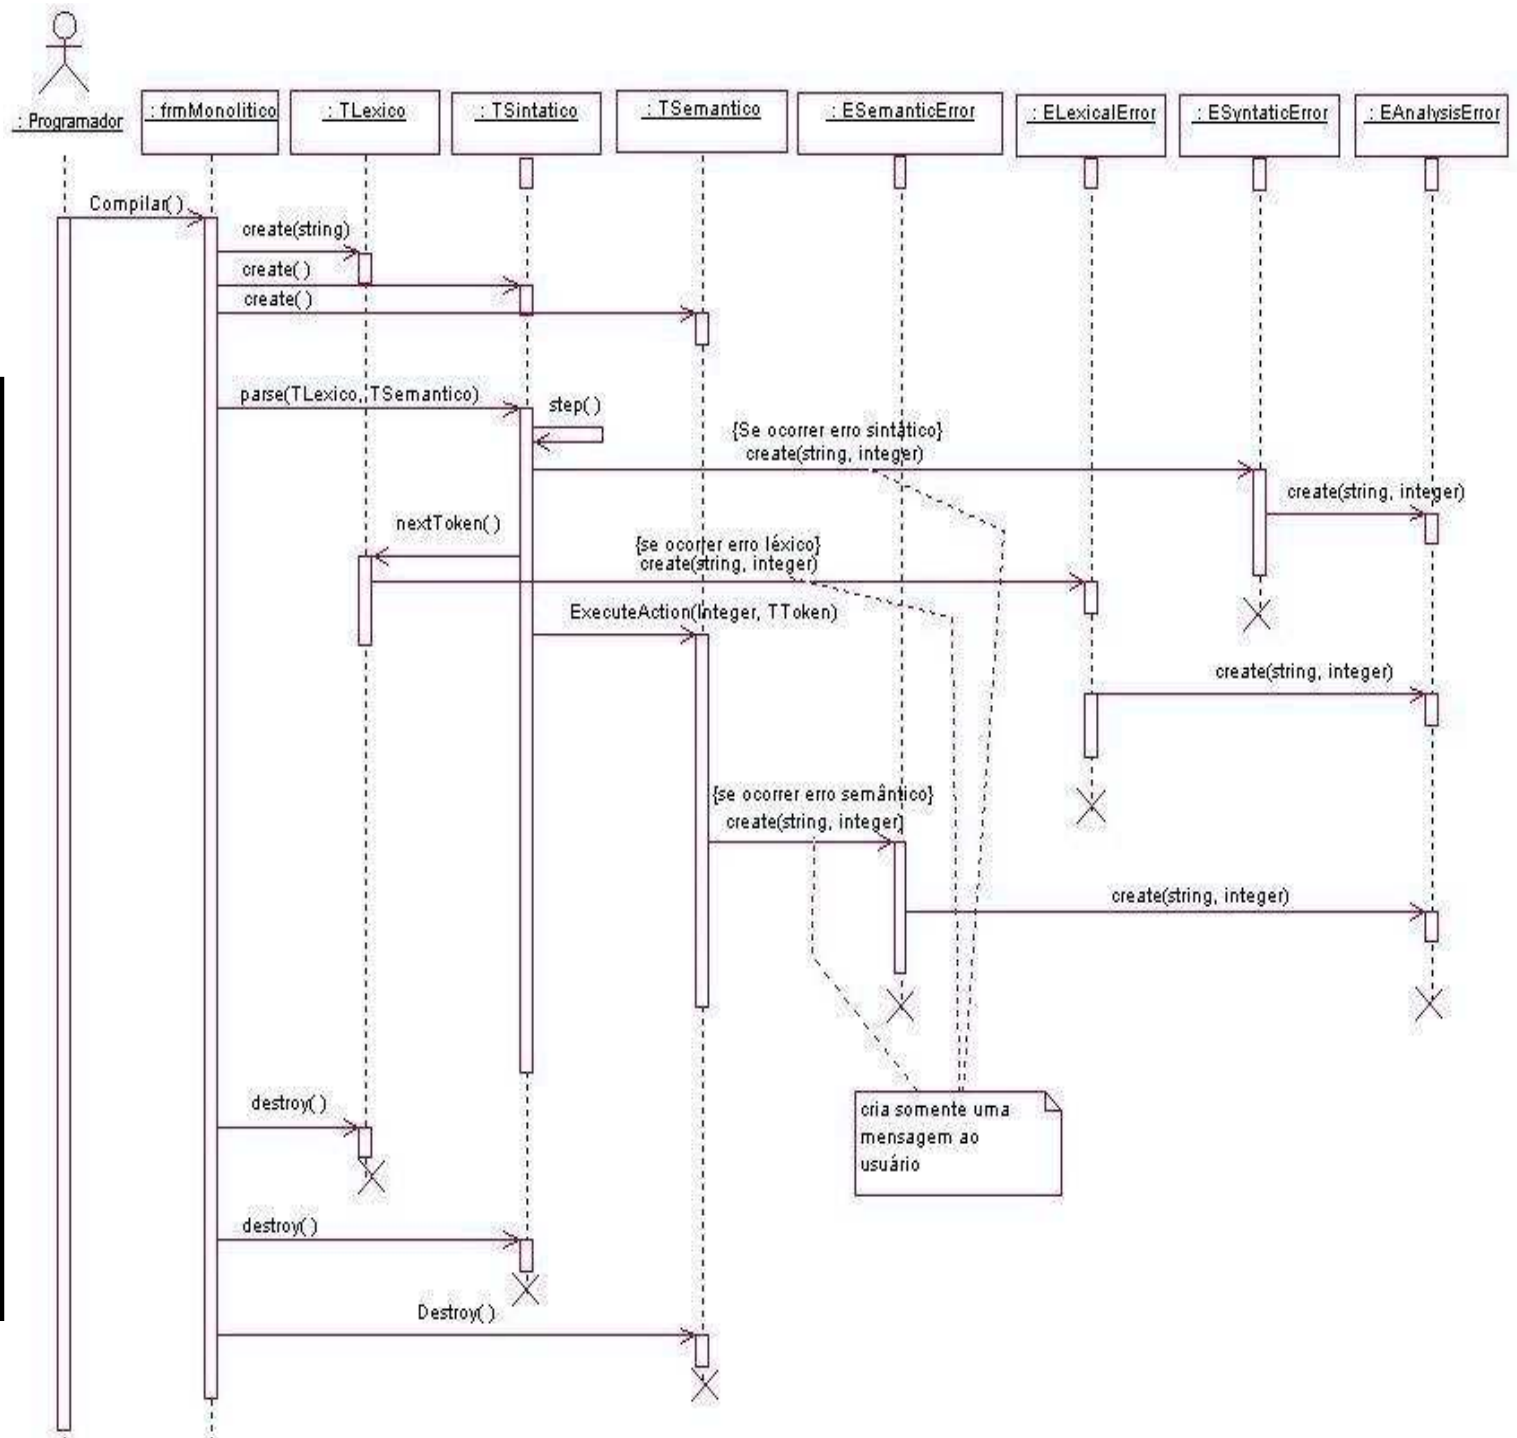 : Programador
: frmMonolitico
: TLexico
: TSintatico
: TSemantico
: ESemanticError
: ELexicalError
: ESyntaticError
: EAnalysisError
Compilar( )
create(string)
create( )
create( )
parse(TLexico, TSemantico)
step( )
{Se ocorrer erro sintático}
create(string, integer)
create(string, integer)
nextToken( )
{se ocorrer erro léxico}
create(string, integer)
ExecuteAction(Integer, TToken)
create(string, integer)
{se ocorrer erro semântico}
create(string, integer)
create(string, integer)
destroy( )
cria somente uma
mensagem ao
usuário
destroy( )
Destroy( )